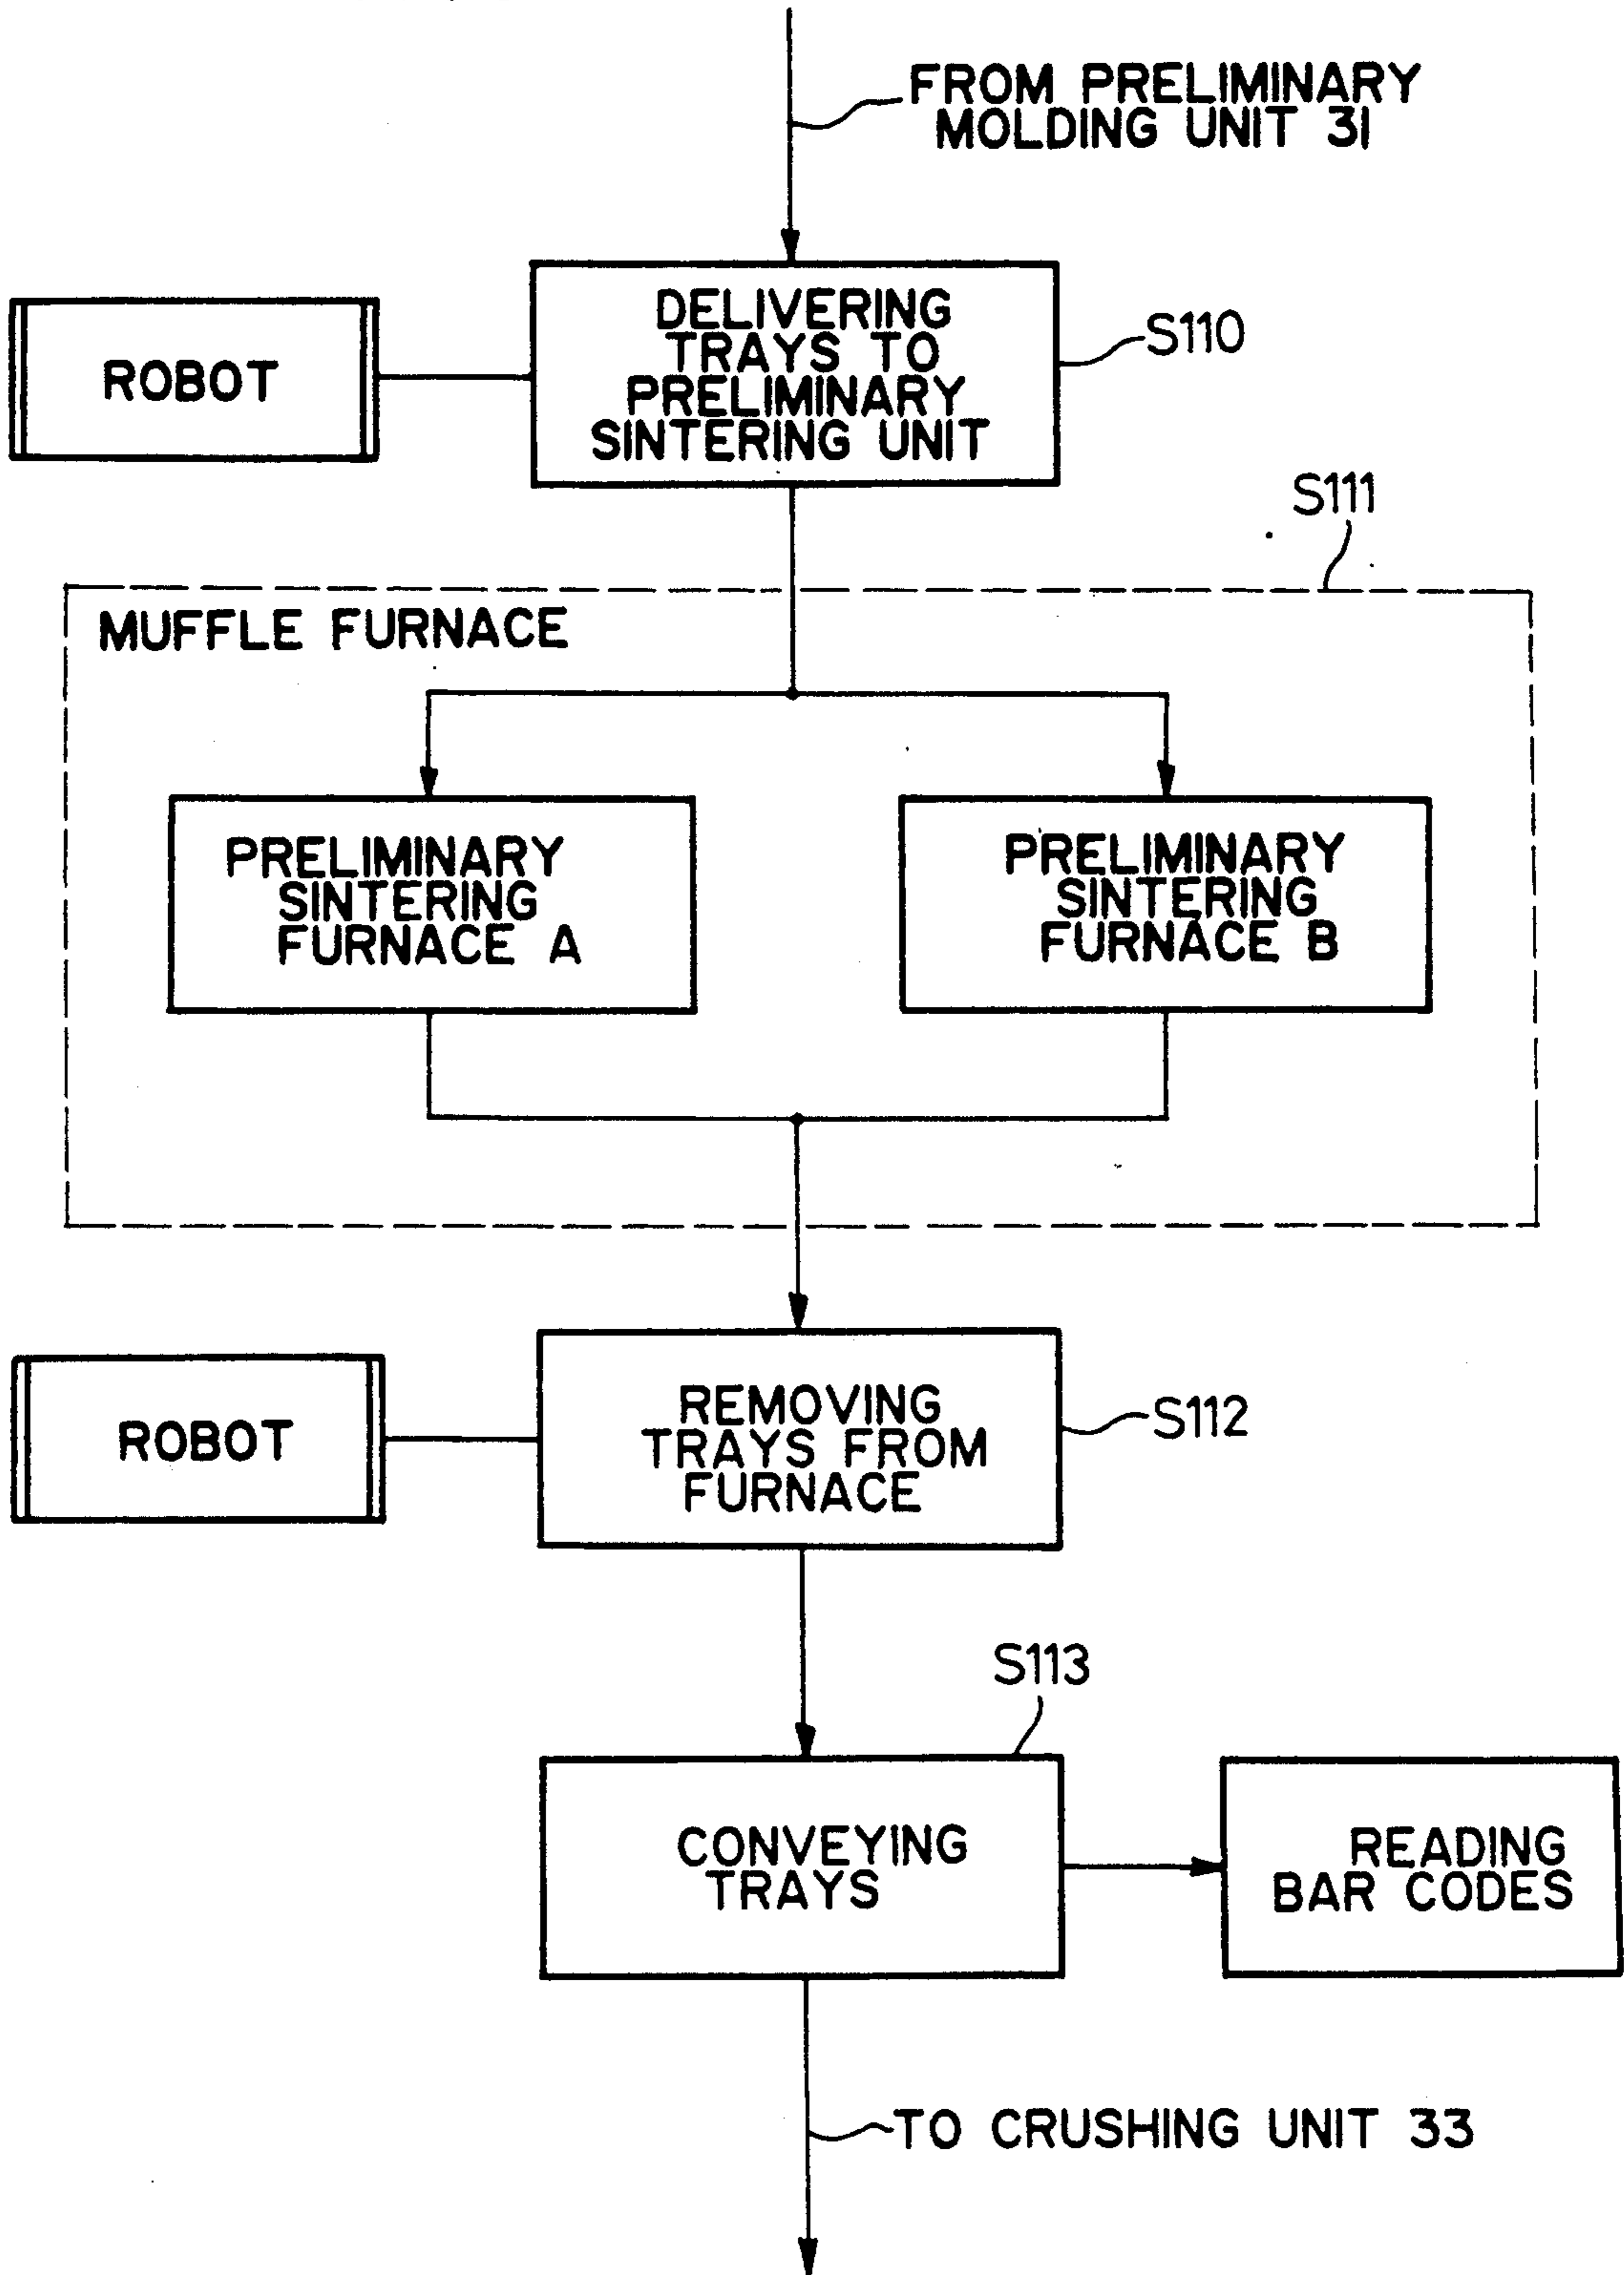 FROM PRELIMINARY
MOLDING UNIT 31
DELIVERING
TRAYS TO
PRELIMINARY
SINTERING UNIT
S110
ROBOT
S111
MUFFLE FURNACE
PRELIMINARY
SINTERING
FURNACE A
PRELIMINARY
SINTERING
FURNACE B
REMOVING
TRAYS FROM
FURNACE
S112
ROBOT
S113
CONVEYING
TRAYS
READING
BAR CODES
TO CRUSHING UNIT 33